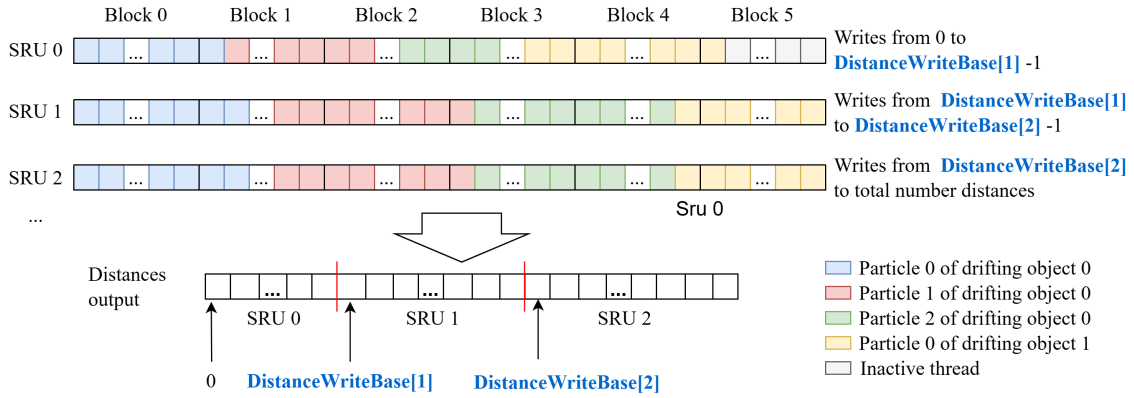 Block 0 Block 1 Block 2 Block 3 Block 4 Block 5
SRU 0 ... ... ... ... ... ... Writes from 0 to
DistanceWriteBase[1] -1
SRU 1 ... ... ... ... ... ... Writes from DistanceWriteBase[1]
to DistanceWriteBase[2] -1
SRU 2 ... ... ... ... ... ... Writes from DistanceWriteBase[2]
to total number distances
...
Sru 0
Distances
output
... ... ...
SRU 0 SRU 1 SRU 2
0 DistanceWriteBase[1] DistanceWriteBase[2]
Particle 0 of drifting object 0
Particle 1 of drifting object 0
Particle 2 of drifting object 0
Particle 0 of drifting object 1
Inactive thread